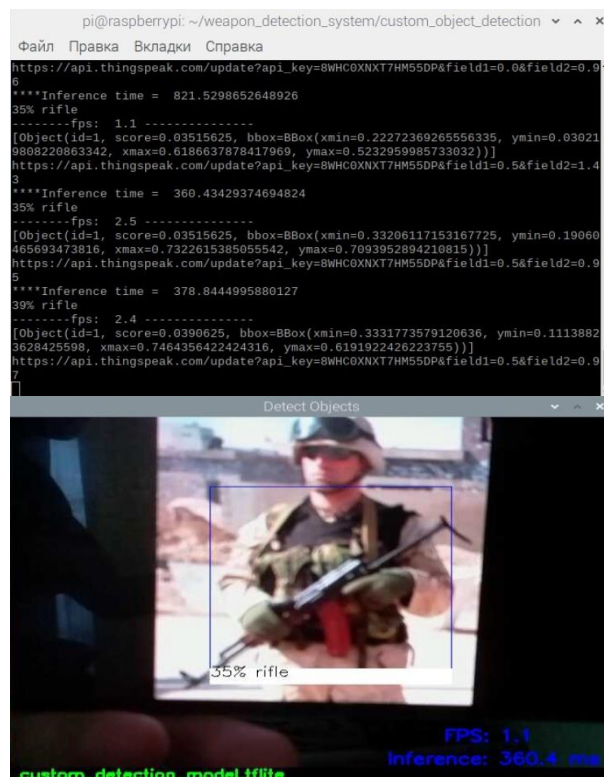 pi@raspberrypi: ~/weapon_detection_system/custom_object_detection
Файл Правка Вкладки Справка
https://api.thingspeak.com/update?api_key=8WHC0XNXT7HM55DP&field1=0.0&field2=0.9
6
****Inference time =  821.5298652648926
35% rifle
--------fps:  1.1 ---------------
[Object(id=1, score=0.03515625, bbox=BBox(xmin=0.22272369265556335, ymin=0.03021
9808220863342, xmax=0.6186637878417969, ymax=0.5232959985733032))]
https://api.thingspeak.com/update?api_key=8WHC0XNXT7HM55DP&field1=0.5&field2=1.4
3
****Inference time =  360.43429374694824
35% rifle
--------fps:  2.5 ---------------
[Object(id=1, score=0.03515625, bbox=BBox(xmin=0.33206117153167725, ymin=0.19060
465693473816, xmax=0.7322615385055542, ymax=0.7093952894210815))]
https://api.thingspeak.com/update?api_key=8WHC0XNXT7HM55DP&field1=0.5&field2=0.9
5
****Inference time =  378.8444995880127
39% rifle
--------fps:  2.4 ---------------
[Object(id=1, score=0.0390625, bbox=BBox(xmin=0.3331773579120636, ymin=0.1113882
3628425598, xmax=0.7464356422424316, ymax=0.6191922426223755))]
https://api.thingspeak.com/update?api_key=8WHC0XNXT7HM55DP&field1=0.5&field2=0.9
7
Detect Objects
35% rifle
FPS: 1.1
Inference: 360.4 ms
custom_detection_model.tflite